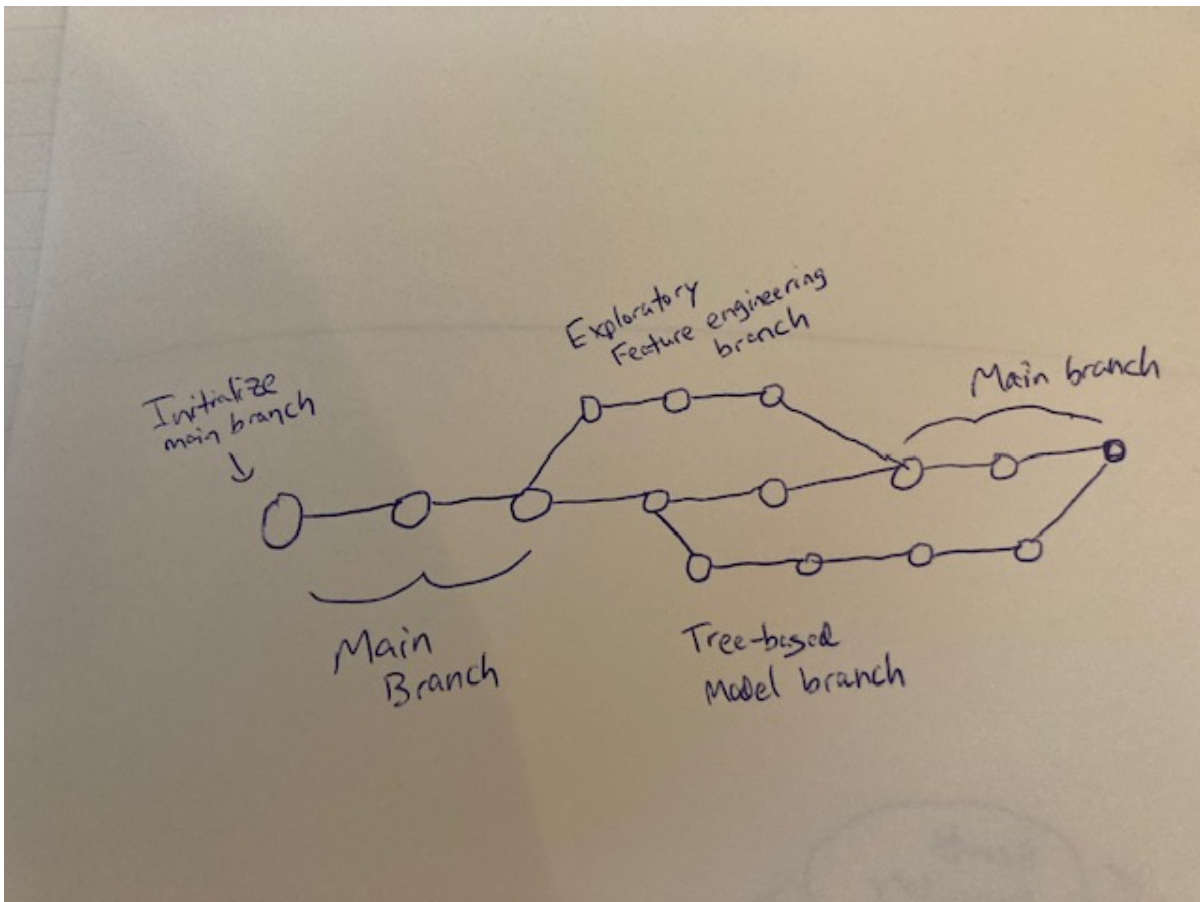 Exploratory
Feature engineering
branch
Main branch
Initialize
main branch
Main
Branch
Tree-based
Model branch